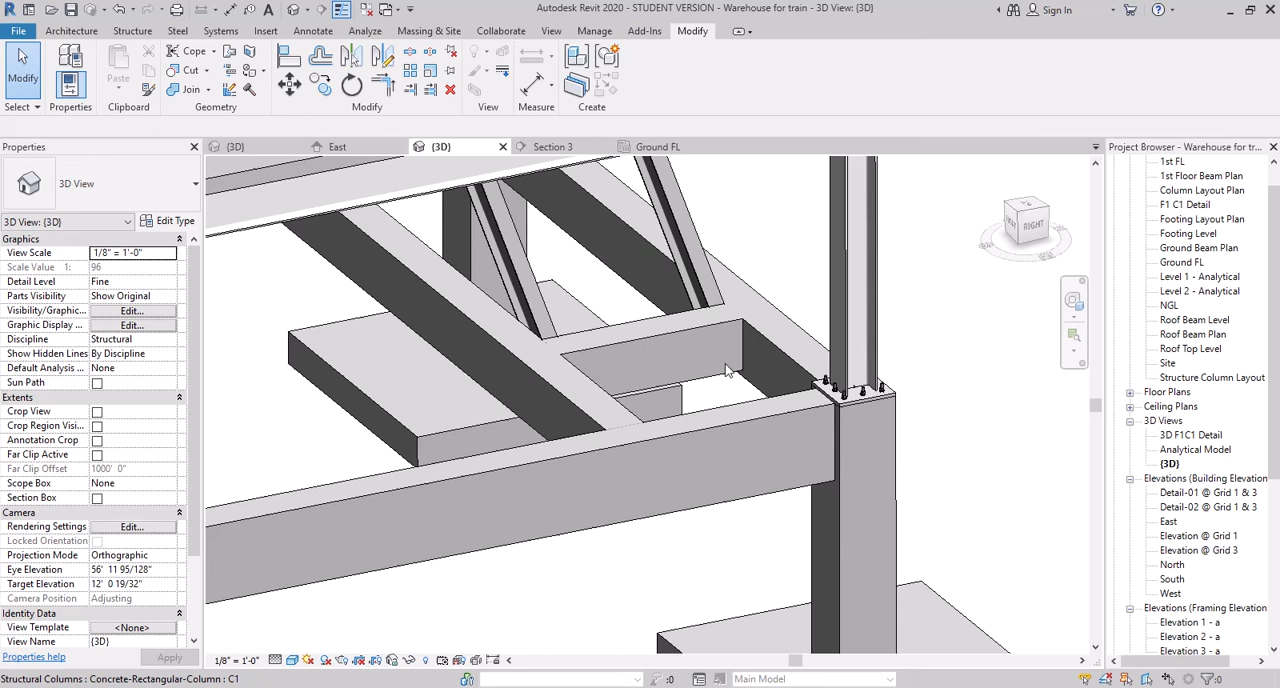 Autodesk Revit 2020 - STUDENT VERSION - Warehouse for train - 3D View: {3D}
Sign In
File Architecture Structure Steel Systems Insert Annotate Analyze Massing & Site Collaborate View Manage Add-Ins Modify
Modify
Properties
Paste
Cope
Cut
Join
Select
Properties
Clipboard
Geometry
Modify
View
Measure
Create
Properties
{3D}
East
{3D}
Section 3
Ground FL
Project Browser - Warehouse for tra...
3D View
3D View: {3D}
Edit Type
Graphics
View Scale 1/8" = 1'-0"
Scale Value 1: 96
Detail Level Fine
Parts Visibility Show Original
Visibility/Graphic... Edit...
Graphic Display ... Edit...
Discipline Structural
Show Hidden Lines By Discipline
Default Analysis ... None
Sun Path
Extents
Crop View
Crop Region Visi...
Annotation Crop
Far Clip Active
Far Clip Offset 1000' 0"
Scope Box None
Section Box
Camera
Rendering Settings Edit...
Locked Orientation
Projection Mode Orthographic
Eye Elevation 56' 11 95/128"
Target Elevation 12' 0 19/32"
Camera Position Adjusting
Identity Data
View Template <None>
View Name {3D}
Properties help
Apply
RIGHT
1st FL
1st Floor Beam Plan
Column Layout Plan
F1 C1 Detail
Footing Layout Plan
Footing Level
Ground Beam Plan
Ground FL
Level 1 - Analytical
Level 2 - Analytical
NGL
Roof Beam Level
Roof Beam Plan
Roof Top Level
Site
Structure Column Layout
Floor Plans
Ceiling Plans
3D Views
3D F1C1 Detail
Analytical Model
{3D}
Elevations (Building Elevation
Detail-01 @ Grid 1 & 3
Detail-02 @ Grid 1 & 3
East
Elevation @ Grid 1
Elevation @ Grid 3
North
South
West
Elevations (Framing Elevation
Elevation 1 - a
Elevation 2 - a
Elevation 3 - a
1/8" = 1'-0"
Structural Columns : Concrete-Rectangular-Column : C1
:0
Main Model
:0